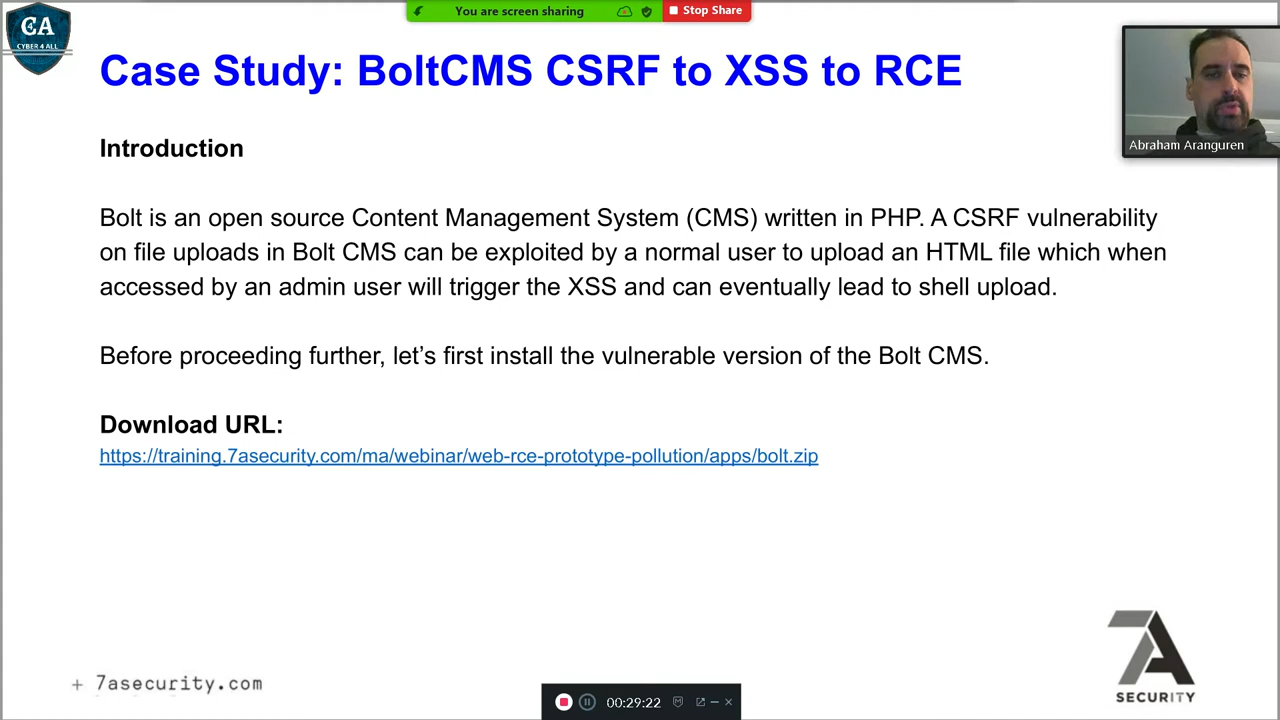 You are screen sharing
Stop Share
CA
CYBER 4 ALL
Case Study: BoltCMS CSRF to XSS to RCE
Abraham Aranguren
Introduction
Bolt is an open source Content Management System (CMS) written in PHP. A CSRF vulnerability
on file uploads in Bolt CMS can be exploited by a normal user to upload an HTML file which when
accessed by an admin user will trigger the XSS and can eventually lead to shell upload.
Before proceeding further, let’s first install the vulnerable version of the Bolt CMS.
Download URL:
https://training.7asecurity.com/ma/webinar/web-rce-prototype-pollution/apps/bolt.zip
+ 7asecurity.com
00:29:22
7A
SECURITY